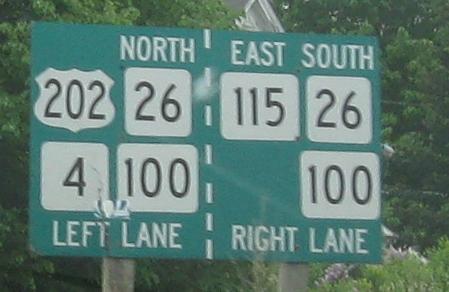 NORTH EAST SOUTH
202 26 115 26
4 100 100
LEFT LANE RIGHT LANE